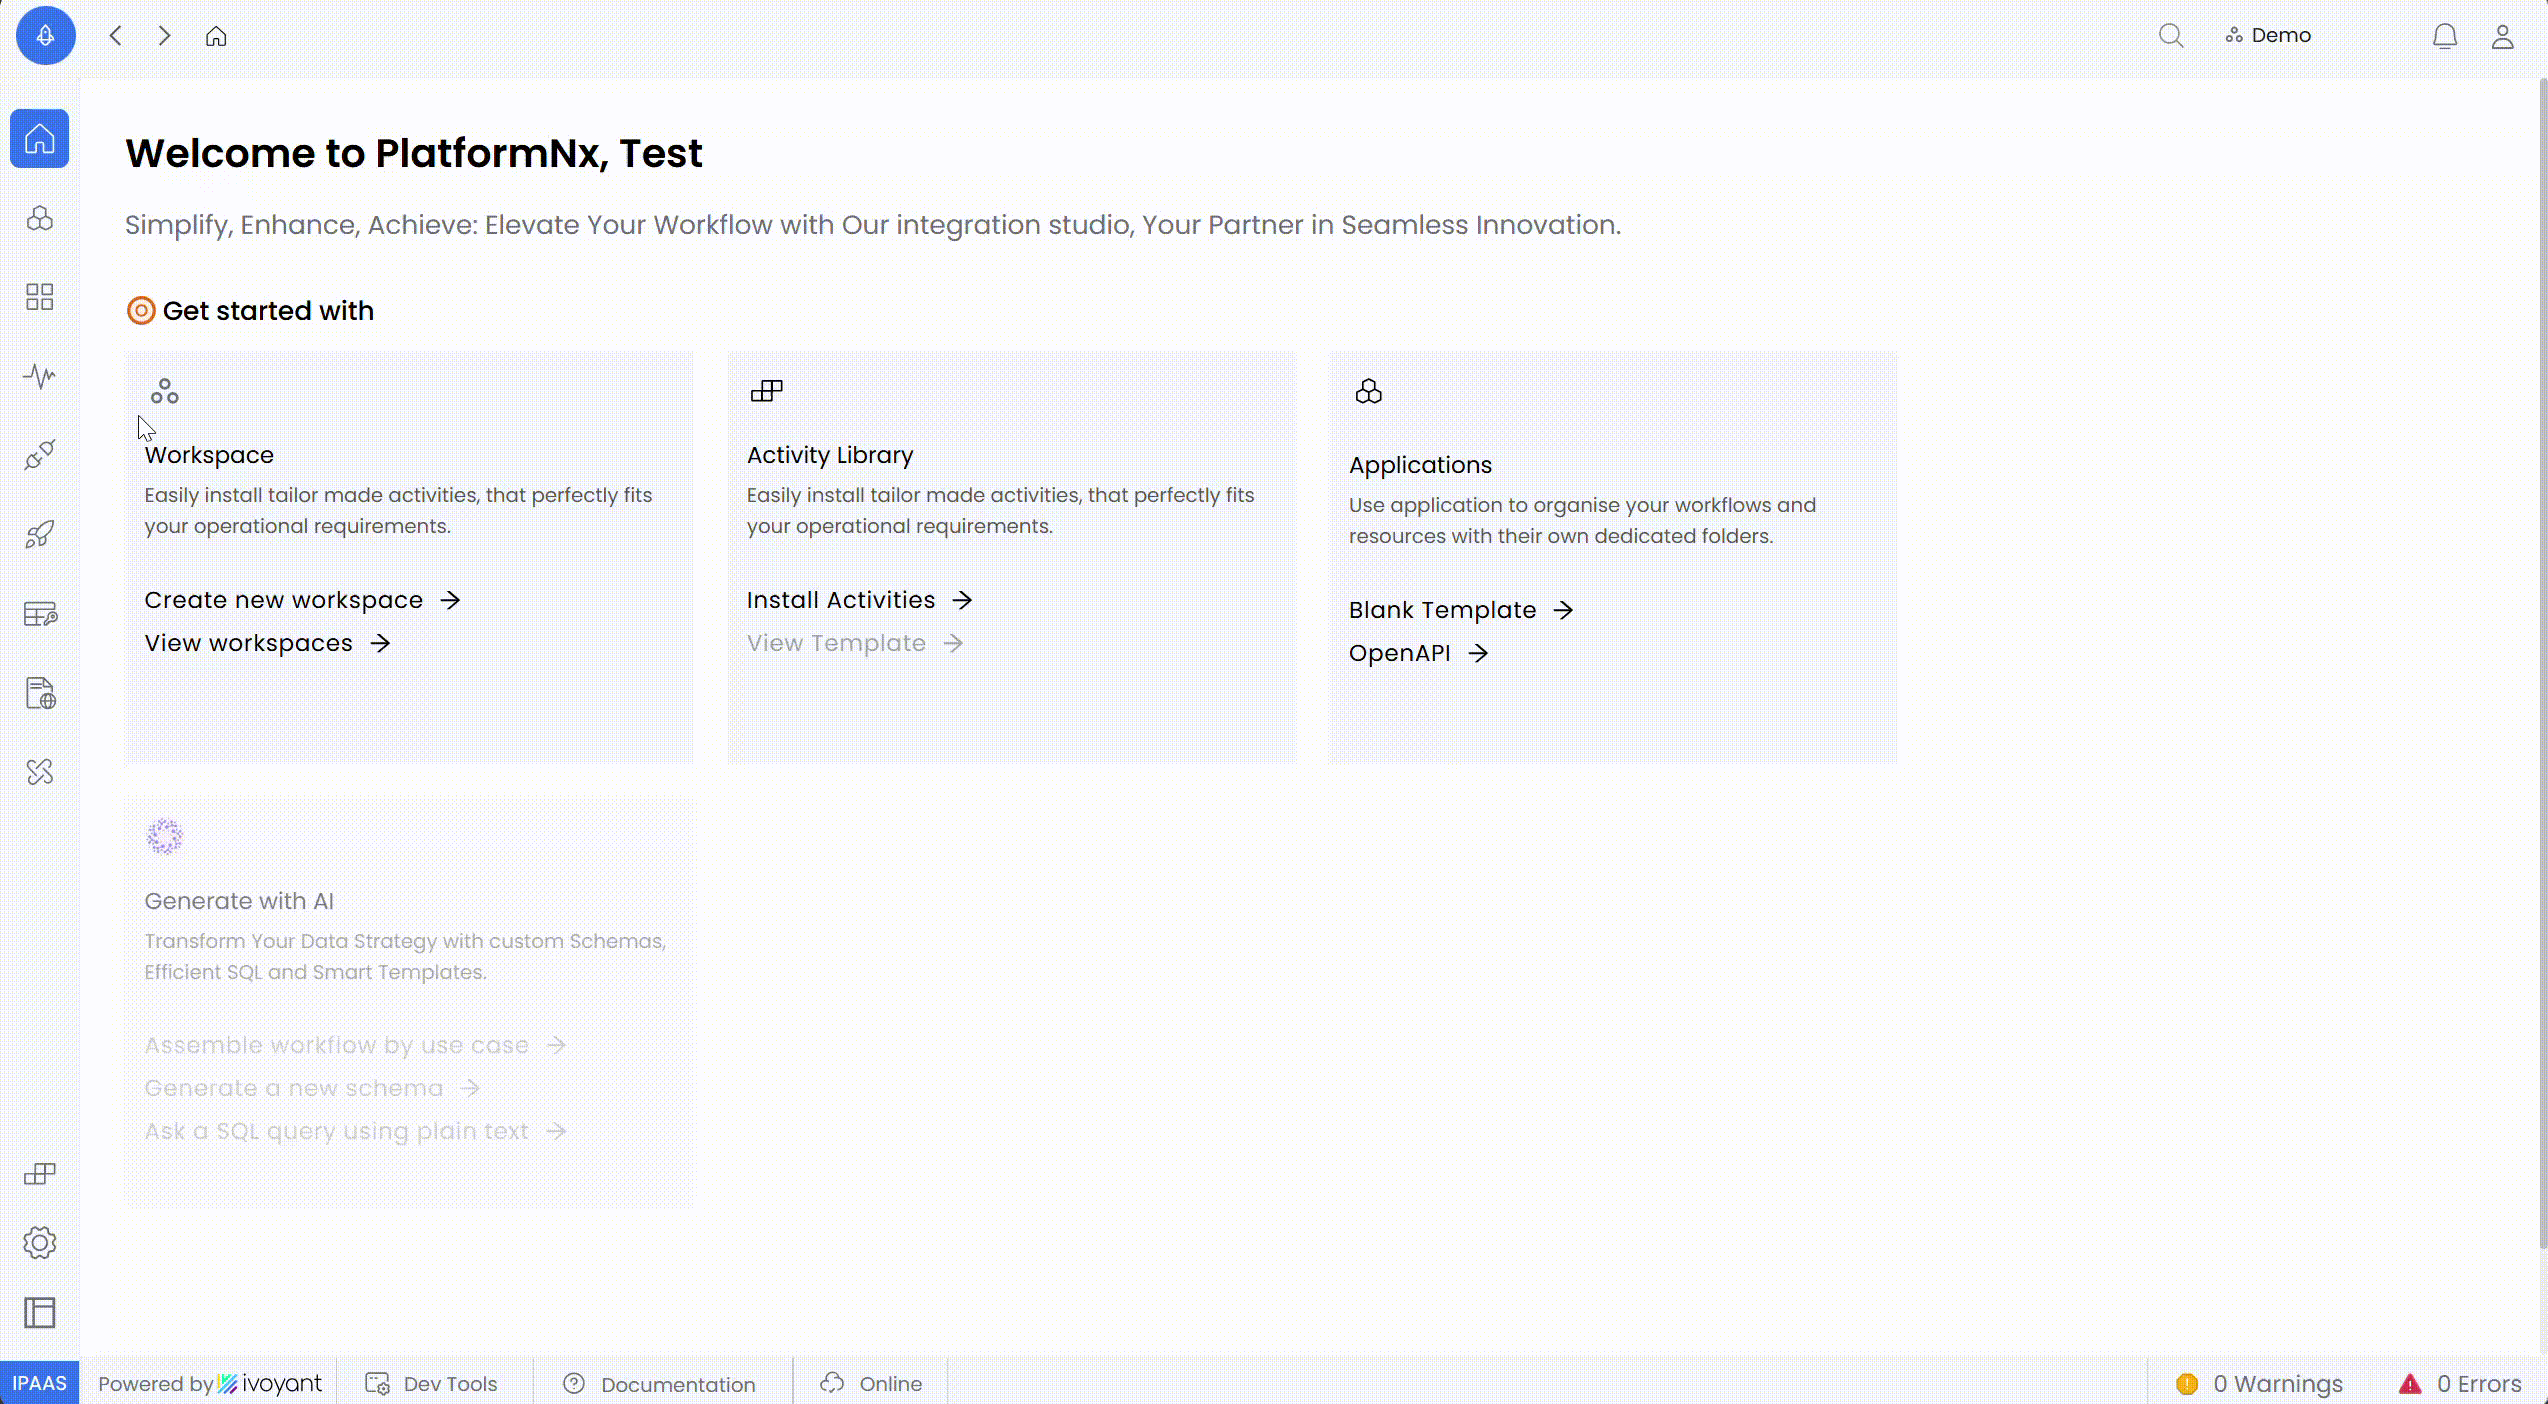 Demo
Welcome to PlatformNx, Test
Simplify, Enhance, Achieve: Elevate Your Workflow with Our integration studio, Your Partner in Seamless Innovation.
Get started with
Workspace
Easily install tailor made activities, that perfectly fits
your operational requirements.
Create new workspace
View workspaces
Activity Library
Easily install tailor made activities, that perfectly fits
your operational requirements.
Install Activities
View Template
Applications
Use application to organise your workflows and
resources with their own dedicated folders.
Blank Template
OpenAPI
Generate with AI
Transform Your Data Strategy with custom Schemas,
Efficient SQL and Smart Templates.
Assemble workflow by use case
Generate a new schema
Ask a SQL query using plain text
IPAAS Powered by ivoyant Dev Tools Documentation Online 0 Warnings 0 Errors